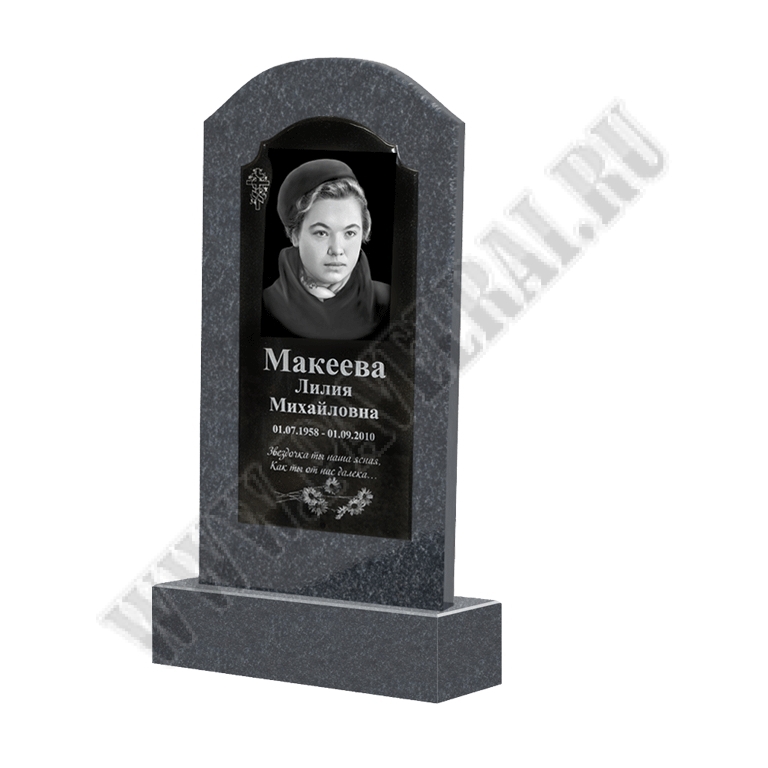 Макеева
Лилия
Михайловна
01.07.1958 - 01.09.2010
Звездочка ты наша ясная,
Как ты от нас далека...